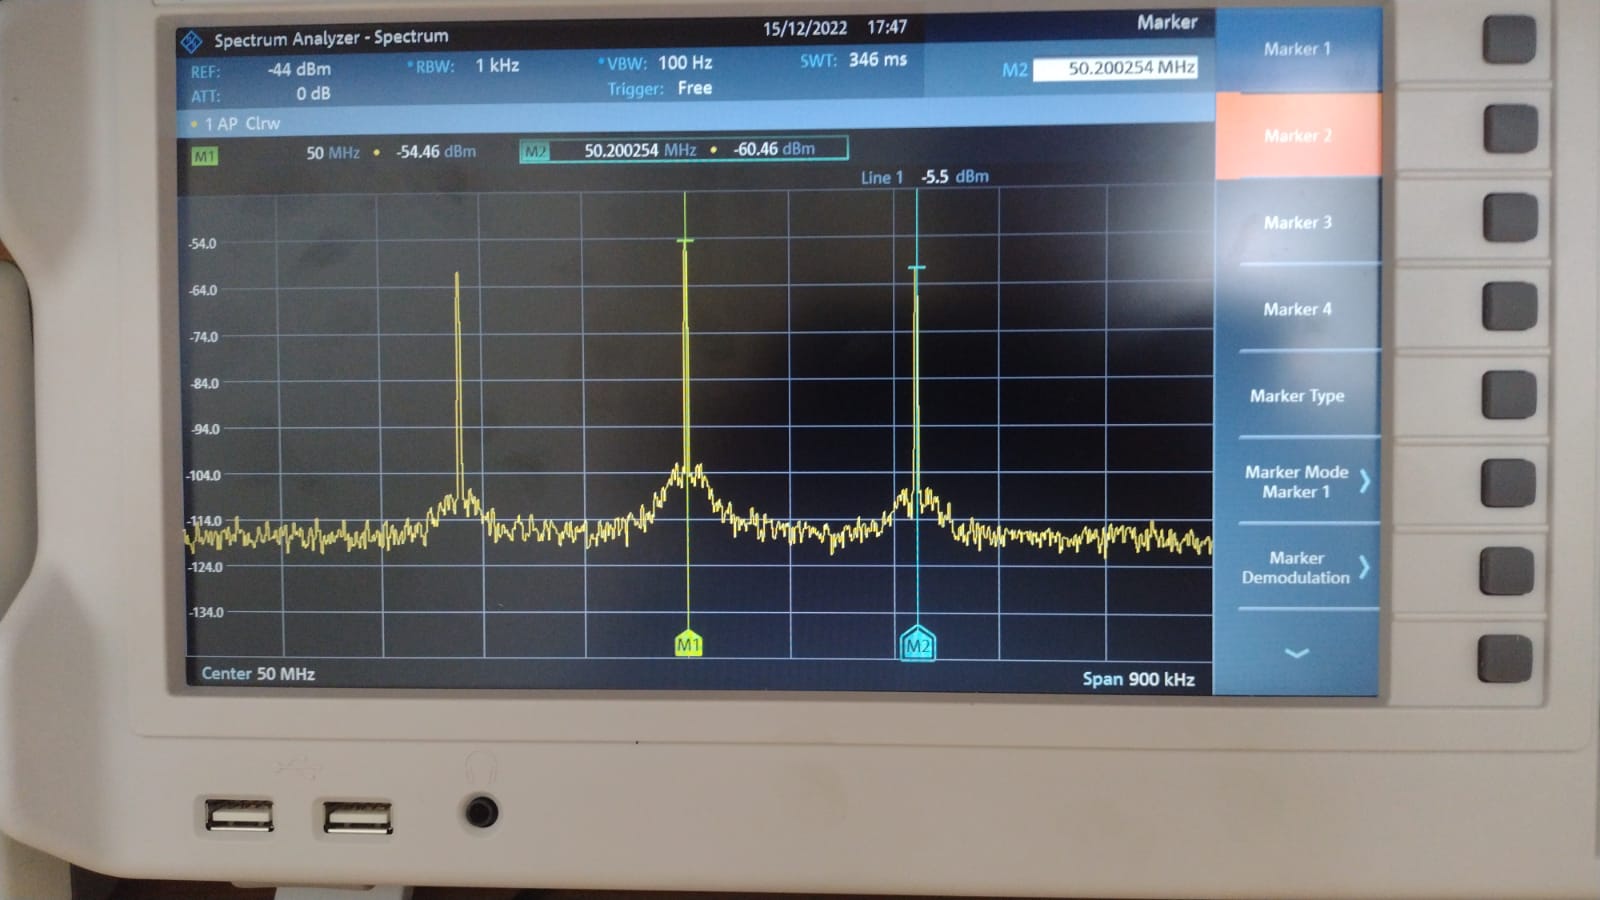 Spectrum Analyzer - Spectrum 15/12/2022 17:47 Marker
REF: -44 dBm *RBW: 1 kHz *VBW: 100 Hz SWT: 346 ms M2 50.200254 MHz
ATT: 0 dB Trigger: Free
• 1 AP Clrw
M1 50 MHz • -54.46 dBm M2 50.200254 MHz • -60.46 dBm
Line 1 -5.5 dBm
-54.0
-64.0
-74.0
-84.0
-94.0
-104.0
-114.0
-124.0
-134.0
M1 M2
Center 50 MHz Span 900 kHz
Marker 1
Marker 2
Marker 3
Marker 4
Marker Type
Marker Mode
Marker 1
Marker
Demodulation